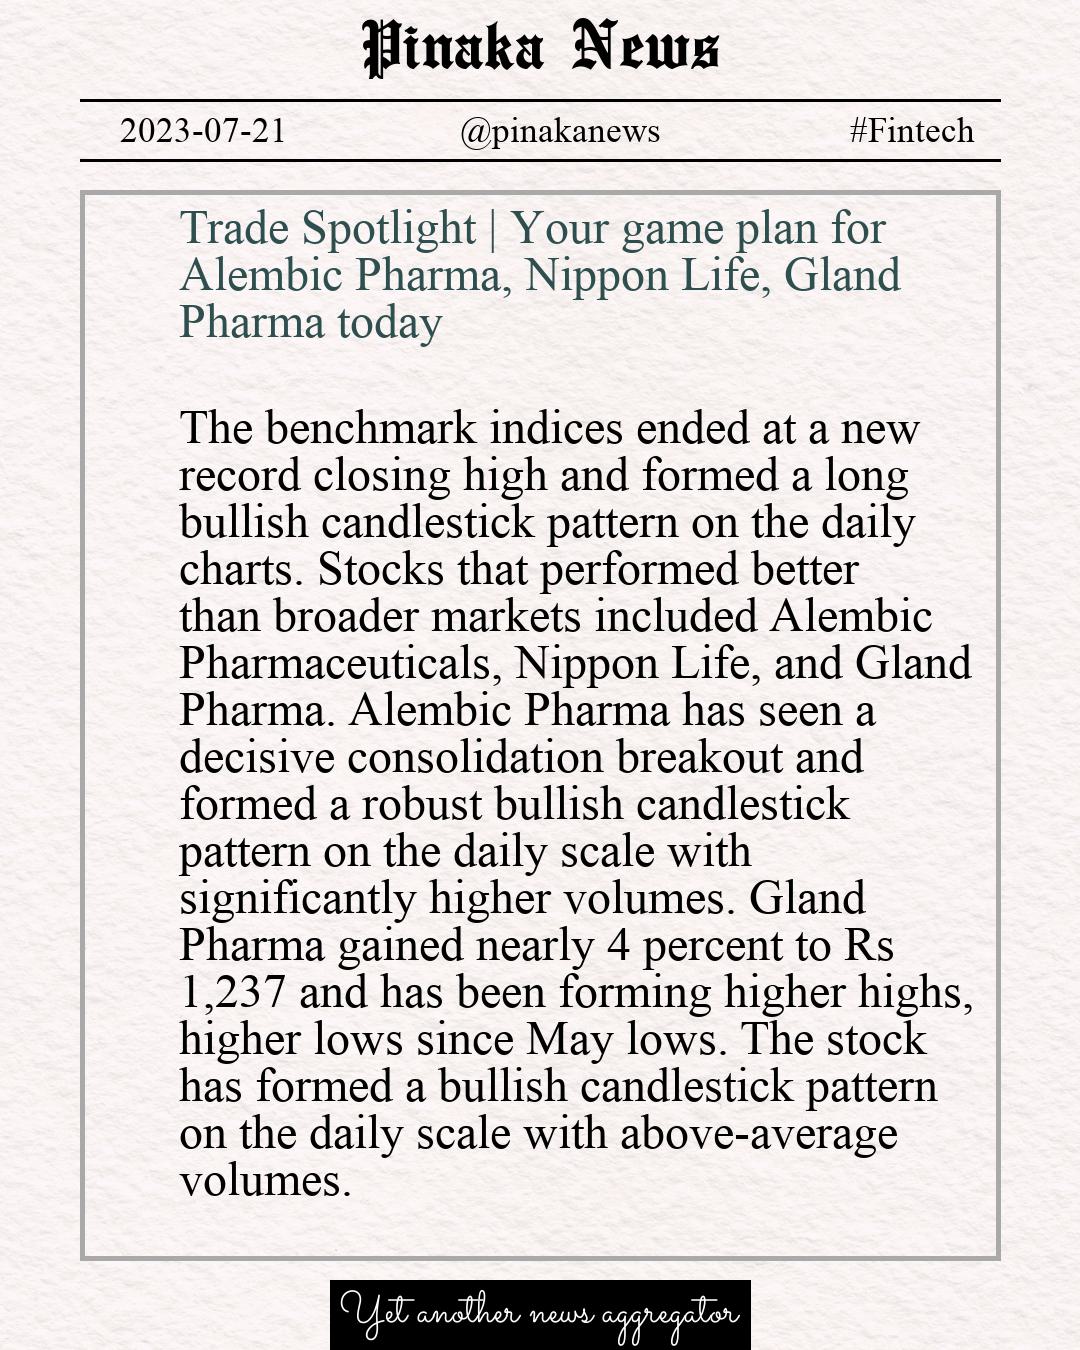 Pinaka News
2023-07-21 @pinakanews #Fintech
Trade Spotlight | Your game plan for
Alembic Pharma, Nippon Life, Gland
Pharma today
The benchmark indices ended at a new
record closing high and formed a long
bullish candlestick pattern on the daily
charts. Stocks that performed better
than broader markets included Alembic
Pharmaceuticals, Nippon Life, and Gland
Pharma. Alembic Pharma has seen a
decisive consolidation breakout and
formed a robust bullish candlestick
pattern on the daily scale with
significantly higher volumes. Gland
Pharma gained nearly 4 percent to Rs
1,237 and has been forming higher highs,
higher lows since May lows. The stock
has formed a bullish candlestick pattern
on the daily scale with above-average
volumes.
Yet another news aggregator